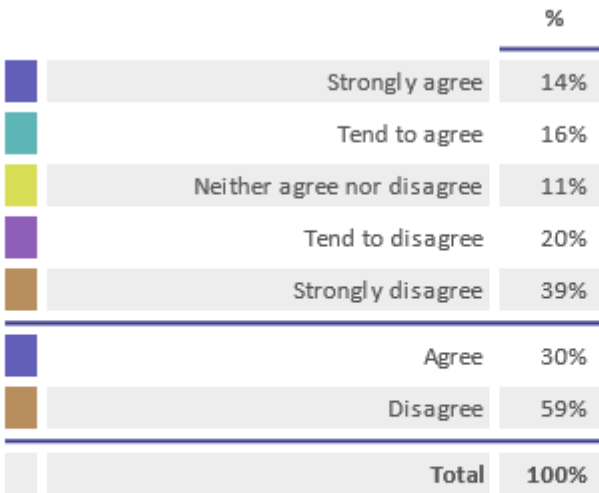 %
Strongly agree 14%
Tend to agree 16%
Neither agree nor disagree 11%
Tend to disagree 20%
Strongly disagree 39%
Agree 30%
Disagree 59%
Total 100%